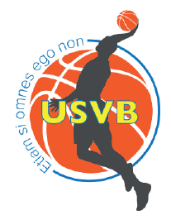 Etiam si omnes ego non
USVB